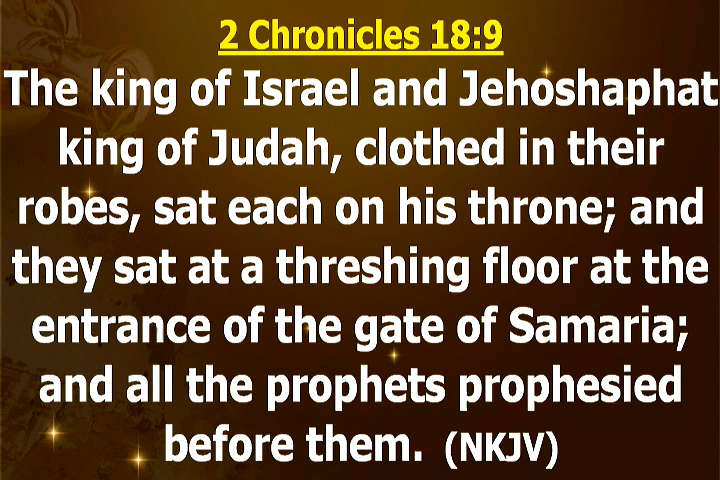 2 Chronicles 18:9
The king of Israel and Jehoshaphat
king of Judah, clothed in their
robes, sat each on his throne; and
they sat at a threshing floor at the
entrance of the gate of Samaria;
and all the prophets prophesied
before them. (NKJV)